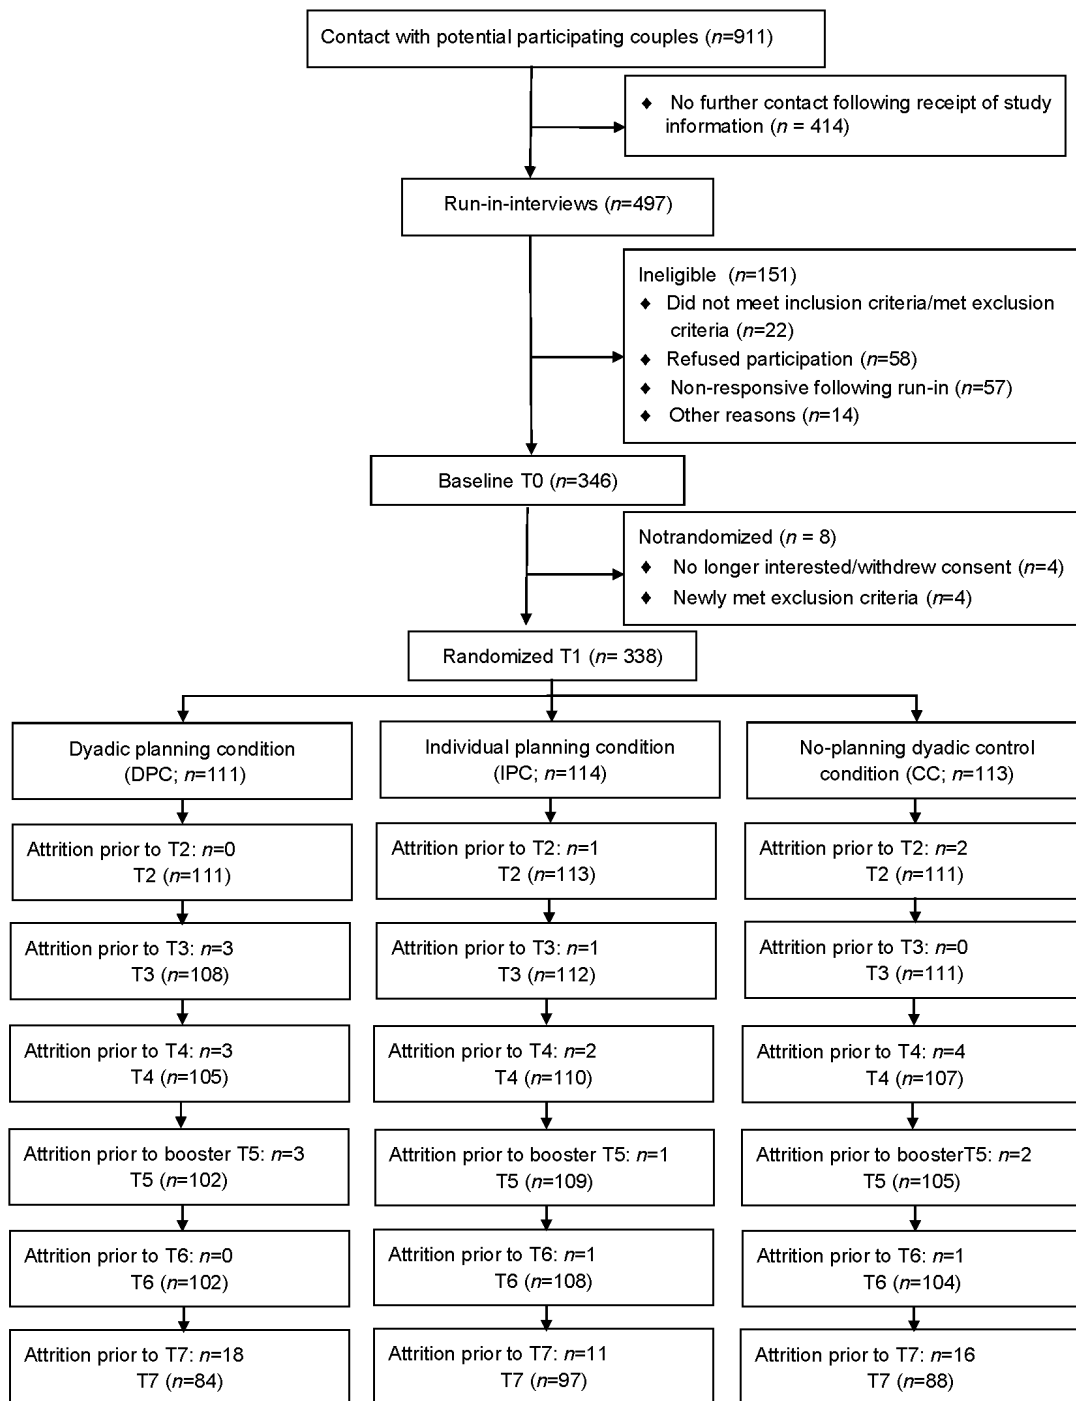 Contact with potential participating couples (n=911)
♦ No further contact following receipt of study
information (n = 414)
Run-in-interviews (n=497)
Ineligible (n=151)
♦ Did not meet inclusion criteria/met exclusion
criteria (n=22)
♦ Refused participation (n=58)
♦ Non-responsive following run-in (n=57)
♦ Other reasons (n=14)
Baseline T0 (n=346)
Notrandomized (n = 8)
♦ No longer interested/withdrew consent (n=4)
♦ Newly met exclusion criteria (n=4)
Randomized T1 (n= 338)
Dyadic planning condition
(DPC; n=111)
Individual planning condition
(IPC; n=114)
No-planning dyadic control
condition (CC; n=113)
Attrition prior to T2: n=0
T2 (n=111)
Attrition prior to T2: n=1
T2 (n=113)
Attrition prior to T2: n=2
T2 (n=111)
Attrition prior to T3: n=3
T3 (n=108)
Attrition prior to T3: n=1
T3 (n=112)
Attrition prior to T3: n=0
T3 (n=111)
Attrition prior to T4: n=3
T4 (n=105)
Attrition prior to T4: n=2
T4 (n=110)
Attrition prior to T4: n=4
T4 (n=107)
Attrition prior to booster T5: n=3
T5 (n=102)
Attrition prior to booster T5: n=1
T5 (n=109)
Attrition prior to boosterT5: n=2
T5 (n=105)
Attrition prior to T6: n=0
T6 (n=102)
Attrition prior to T6: n=1
T6 (n=108)
Attrition prior to T6: n=1
T6 (n=104)
Attrition prior to T7: n=18
T7 (n=84)
Attrition prior to T7: n=11
T7 (n=97)
Attrition prior to T7: n=16
T7 (n=88)